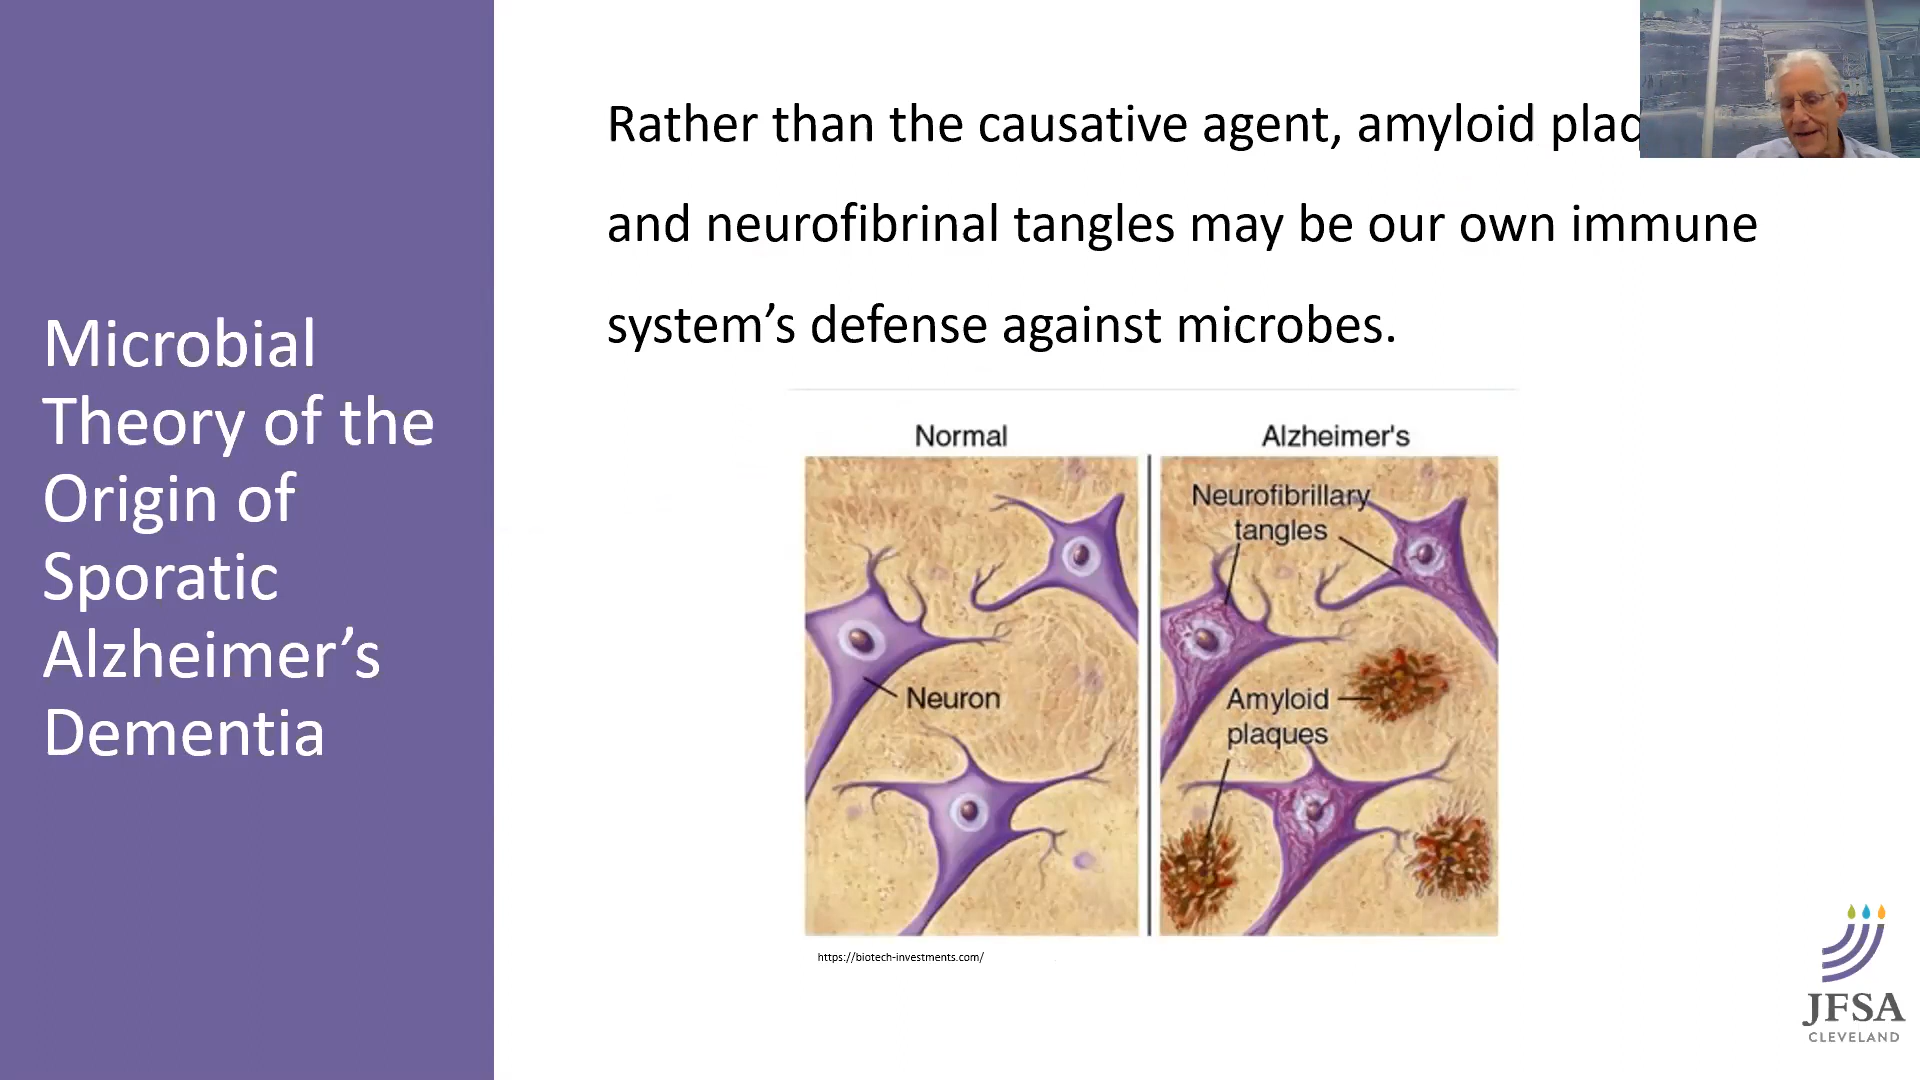 Microbial
Theory of the
Origin of
Sporatic
Alzheimer’s
Dementia
Rather than the causative agent, amyloid
and neurofibrinal tangles may be our own immune
system’s defense against microbes.
Normal
Alzheimer's
Neurofibrillary
tangles
Neuron
Amyloid
plaques
https://biotech-investments.com/
JFSA
CLEVELAND